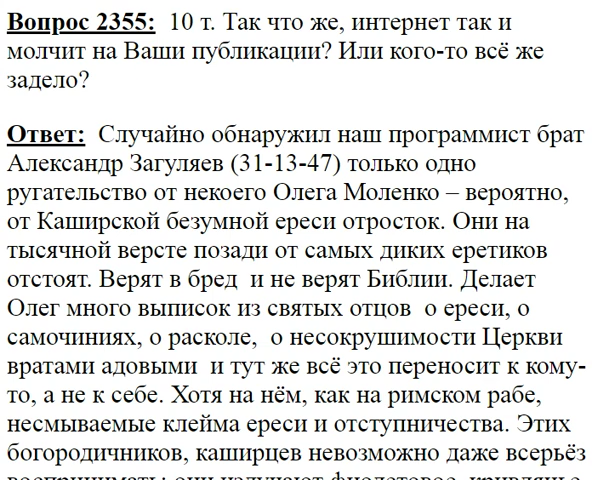 Вопрос 2355:  10 т. Так что же, интернет так и
молчит на Ваши публикации? Или кого-то всё же
задело?
Ответ:  Случайно обнаружил наш программист брат
Александр Загуляев (31-13-47) только одно
ругательство от некоего Олега Моленко – вероятно,
от Каширской безумной ереси отросток. Они на
тысячной версте позади от самых диких еретиков
отстоят. Верят в бред  и не верят Библии. Делает
Олег много выписок из святых отцов  о ереси, о
самочиниях, о расколе,  о несокрушимости Церкви
вратами адовыми  и тут же всё это переносит к кому-
то, а не к себе. Хотя на нём, как на римском рабе,
несмываемые клейма ереси и отступничества. Этих
богородичников, каширцев невозможно даже всерьёз